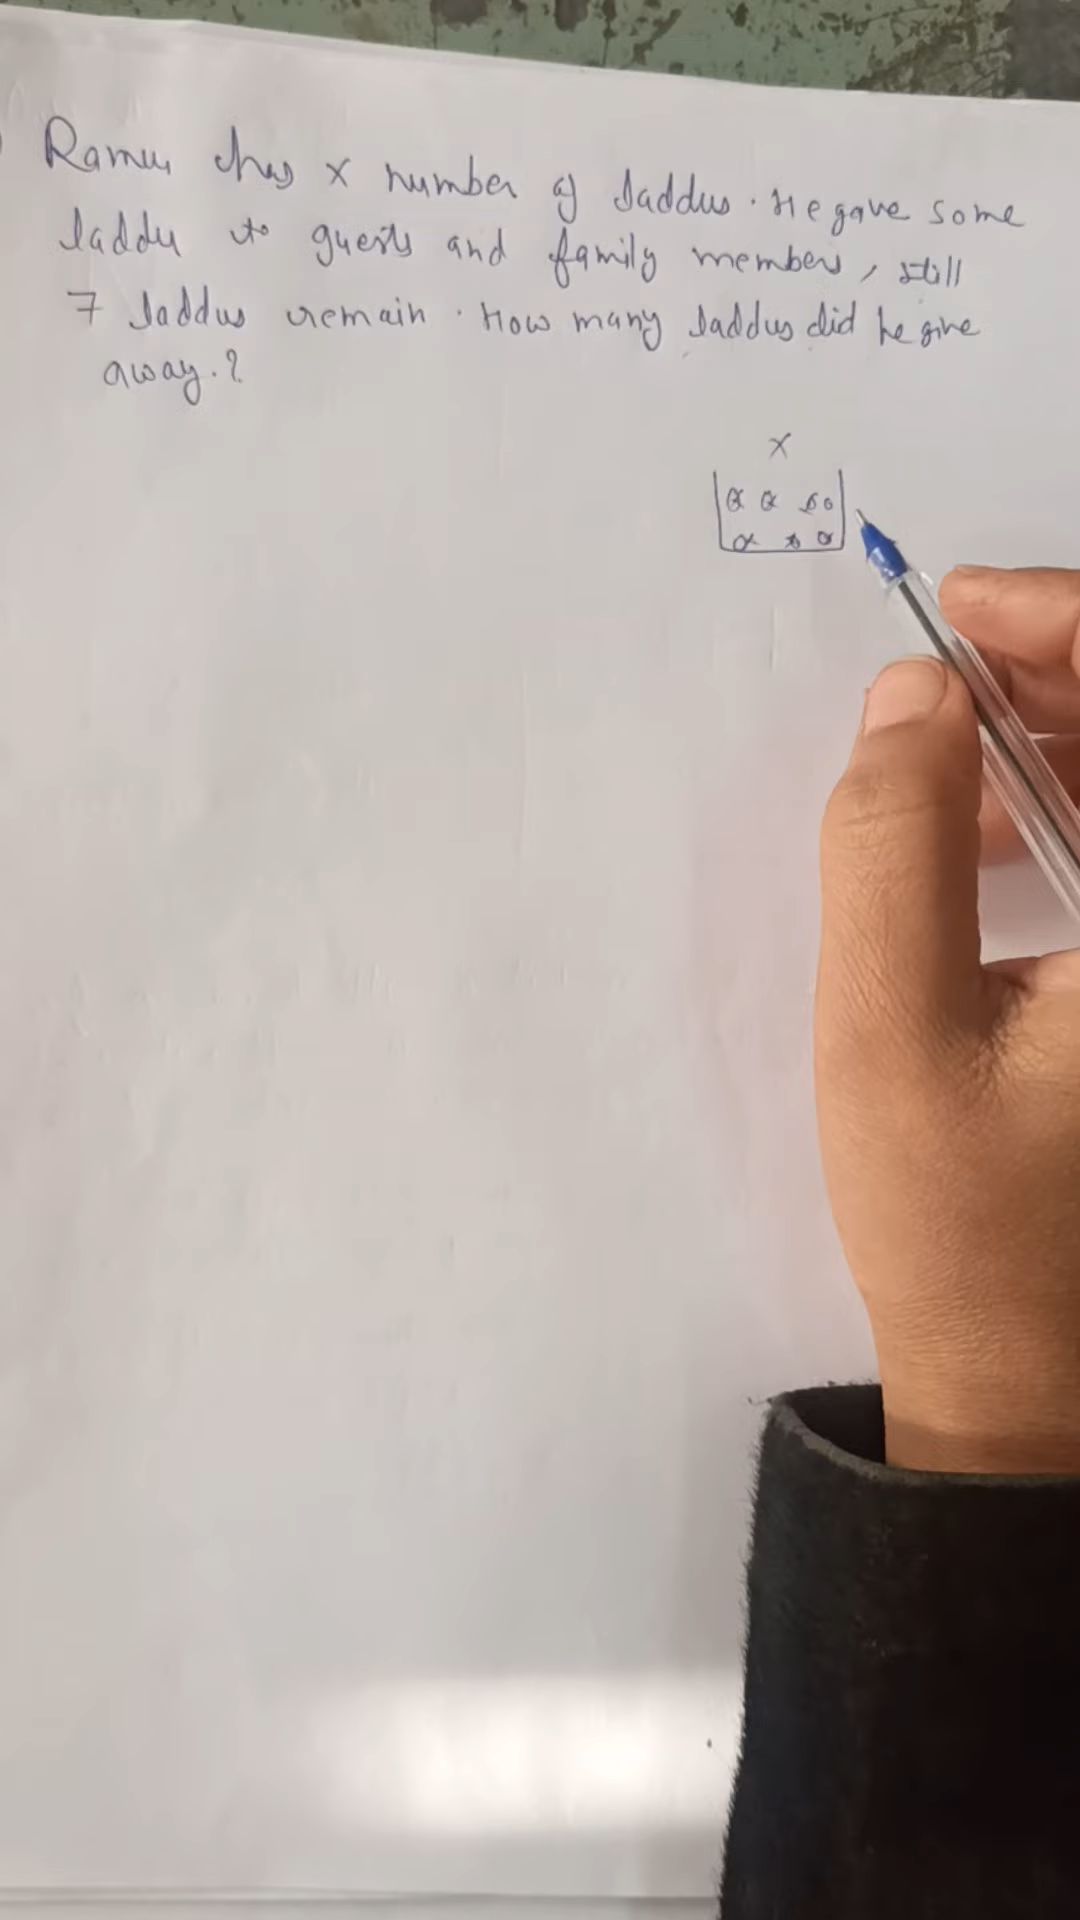 Ramu has x number of laddus. He gave some
laddu to guests and family members, still
7 laddus remain. How many laddus did he give
away.?
x